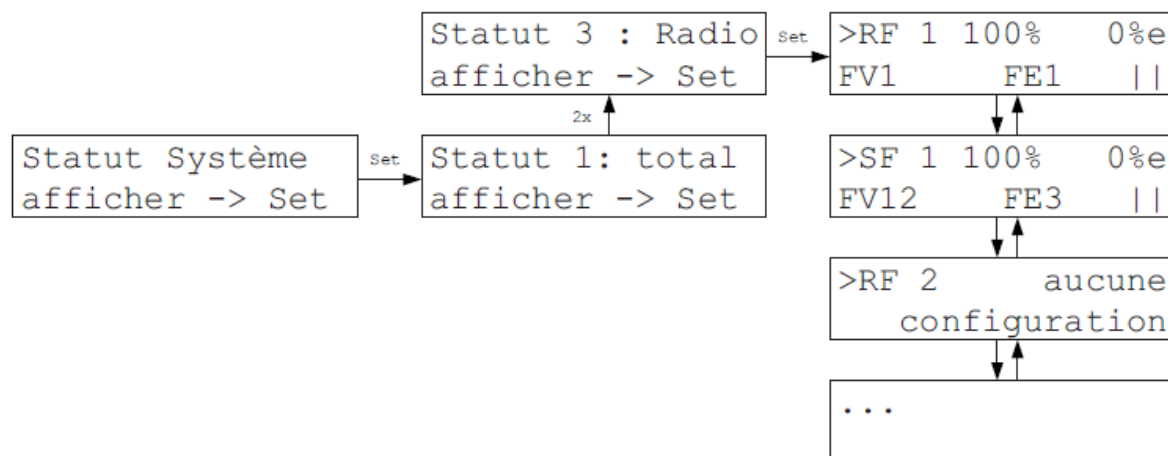 Statut 3 : Radio
afficher -> Set
Set
>RF 1 100% 0%e
FV1 FE1 ||
2x
Statut Système
afficher -> Set
Set
Statut 1: total
afficher -> Set
>SF 1 100% 0%e
FV12 FE3 ||
>RF 2 aucune
configuration
...